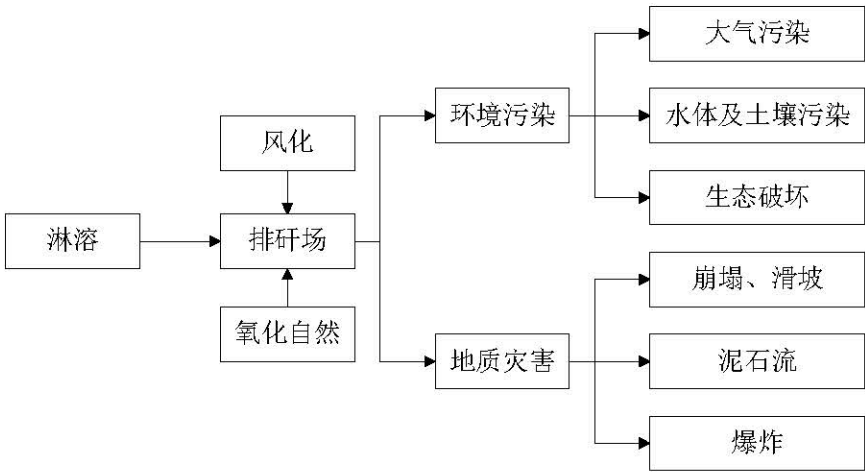 大气污染
环境污染
水体及土壤污染
风化
生态破坏
淋溶
排矸场
崩塌、滑坡
氧化自然
地质灾害
泥石流
爆炸